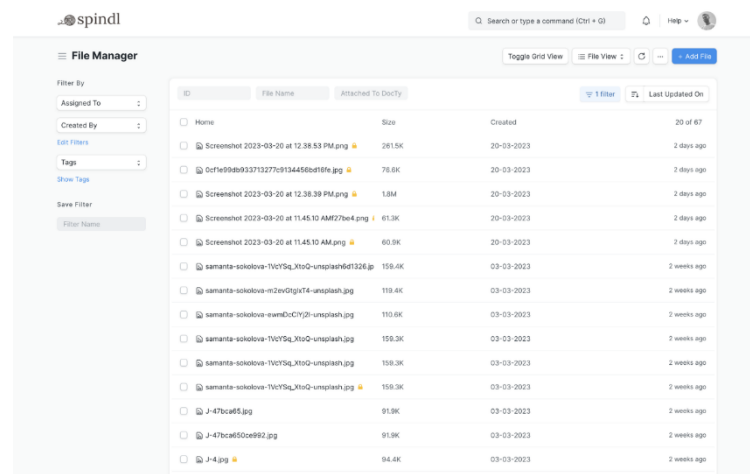 spindl
Search or type a command (Ctrl + G)
Help
File Manager
Toggle Grid View
File View
+ Add File
Filter By
Assigned To
Created By
Edit Filters
Tags
Show Tags
Save Filter
Filter Name
ID File Name Attached To DocTy 1 filter Last Updated On
Home Size Created 20 of 67
Screenshot 2023-03-20 at 12.38.53 PM.png 261.5K 20-03-2023 2 days ago
0cf1e99db933713277c9134456bd16fe.jpg 76.6K 20-03-2023 2 days ago
Screenshot 2023-03-20 at 12.38.39 PM.png 1.8M 20-03-2023 2 days ago
Screenshot 2023-03-20 at 11.45.10 AMf27be4.png 61.3K 20-03-2023 2 days ago
Screenshot 2023-03-20 at 11.45.10 AM.png 60.9K 20-03-2023 2 days ago
samanta-sokolova-1VcYSq_XtoQ-unsplash6d1326.jp 159.4K 03-03-2023 2 weeks ago
samanta-sokolova-m2evGtglxT4-unsplash.jpg 119.4K 03-03-2023 2 weeks ago
samanta-sokolova-ewmDcCIYj2I-unsplash.jpg 110.6K 03-03-2023 2 weeks ago
samanta-sokolova-1VcYSq_XtoQ-unsplash.jpg 159.3K 03-03-2023 2 weeks ago
samanta-sokolova-1VcYSq_XtoQ-unsplash.jpg 159.3K 03-03-2023 2 weeks ago
samanta-sokolova-1VcYSq_XtoQ-unsplash.jpg 159.3K 03-03-2023 2 weeks ago
J-47bca65.jpg 91.9K 03-03-2023 2 weeks ago
J-47bca650ce992.jpg 91.9K 03-03-2023 2 weeks ago
J-4.jpg 94.4K 03-03-2023 2 weeks ago